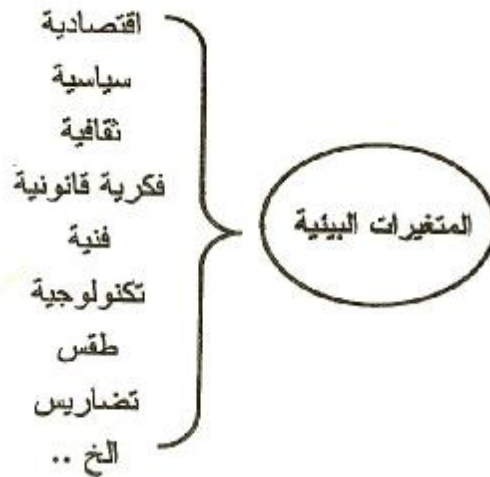 اقتصادية
سياسية
ثقافية
فكرية قانونية
فنية
تكنولوجية
طقس
تضاريس
الخ ..
المتغيرات البيئية